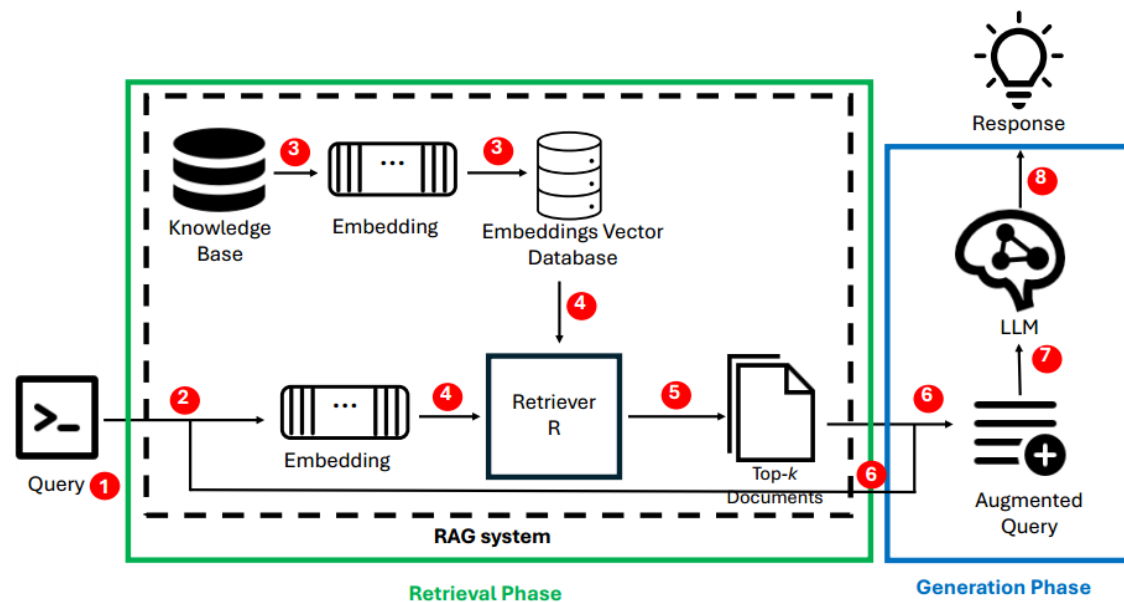 Response
3
3
8
Knowledge
Base
Embedding
Embeddings Vector
Database
4
LLM
7
2
4
Retriever
R
5
6
Query 1
Embedding
Top-k
Documents
6
Augmented
Query
RAG system
Retrieval Phase
Generation Phase